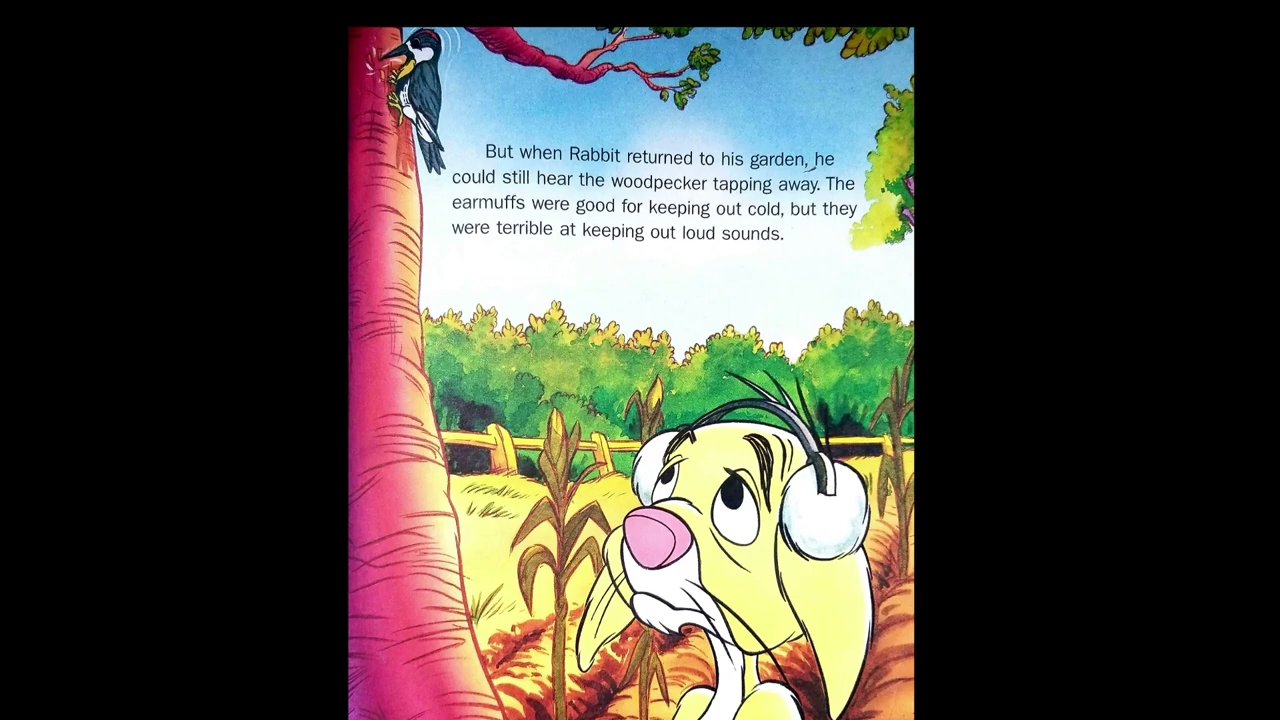 But when Rabbit returned to his garden, he
could still hear the woodpecker tapping away. The
earmuffs were good for keeping out cold, but they
were terrible at keeping out loud sounds.